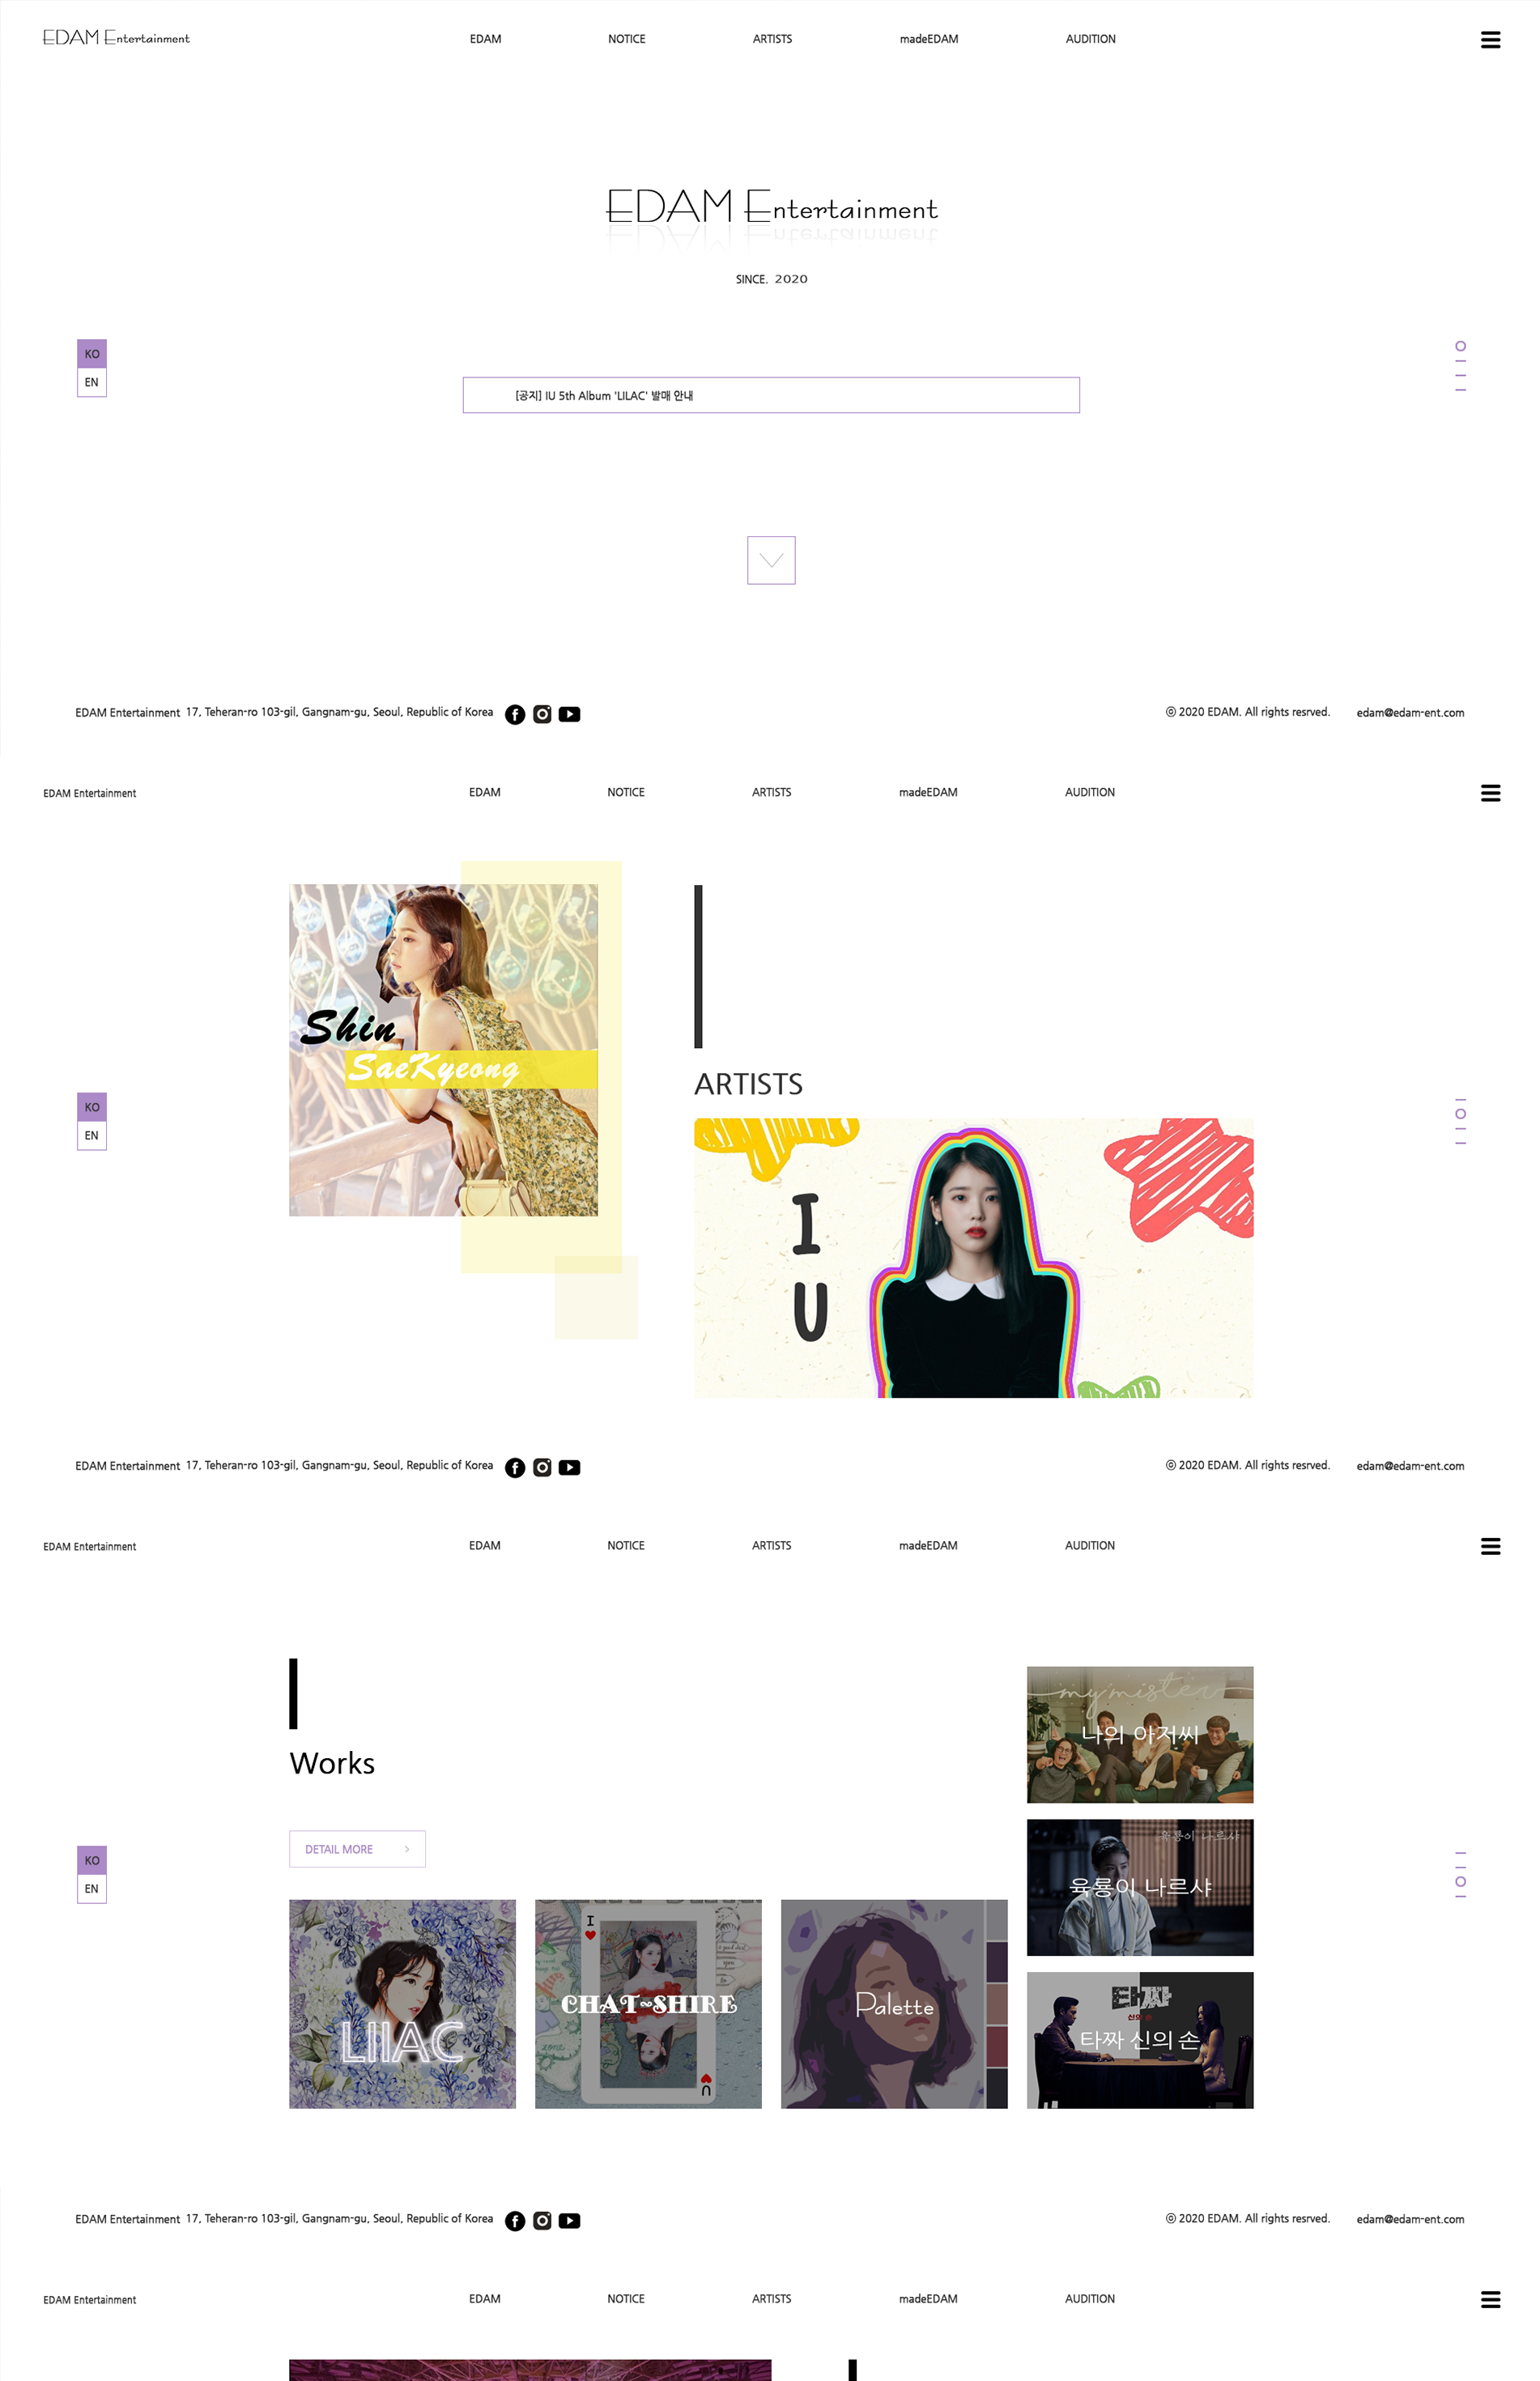 EDAM Entertainment
EDAM NOTICE ARTISTS madeEDAM AUDITION
EDAM Entertainment
SINCE. 2020
KO
EN
[공지] IU 5th Album 'LILAC' 발매 안내
EDAM Entertainment 17, Teheran-ro 103-gil, Gangnam-gu, Seoul, Republic of Korea
ⓒ 2020 EDAM. All rights resrved. edam@edam-ent.com
EDAM Entertainment
EDAM NOTICE ARTISTS madeEDAM AUDITION
Shin
SaeKyeong
ARTISTS
I
U
KO
EN
EDAM Entertainment 17, Teheran-ro 103-gil, Gangnam-gu, Seoul, Republic of Korea
ⓒ 2020 EDAM. All rights resrved. edam@edam-ent.com
EDAM Entertainment
EDAM NOTICE ARTISTS madeEDAM AUDITION
Works
DETAIL MORE >
KO
EN
my mister
나의 아저씨
육룡이 나르샤
육룡이 나르샤
타짜
신의 손
타짜 신의 손
LILAC
I
CHAT-SHIRE
U
Palette
EDAM Entertainment 17, Teheran-ro 103-gil, Gangnam-gu, Seoul, Republic of Korea
ⓒ 2020 EDAM. All rights resrved. edam@edam-ent.com
EDAM Entertainment
EDAM NOTICE ARTISTS madeEDAM AUDITION